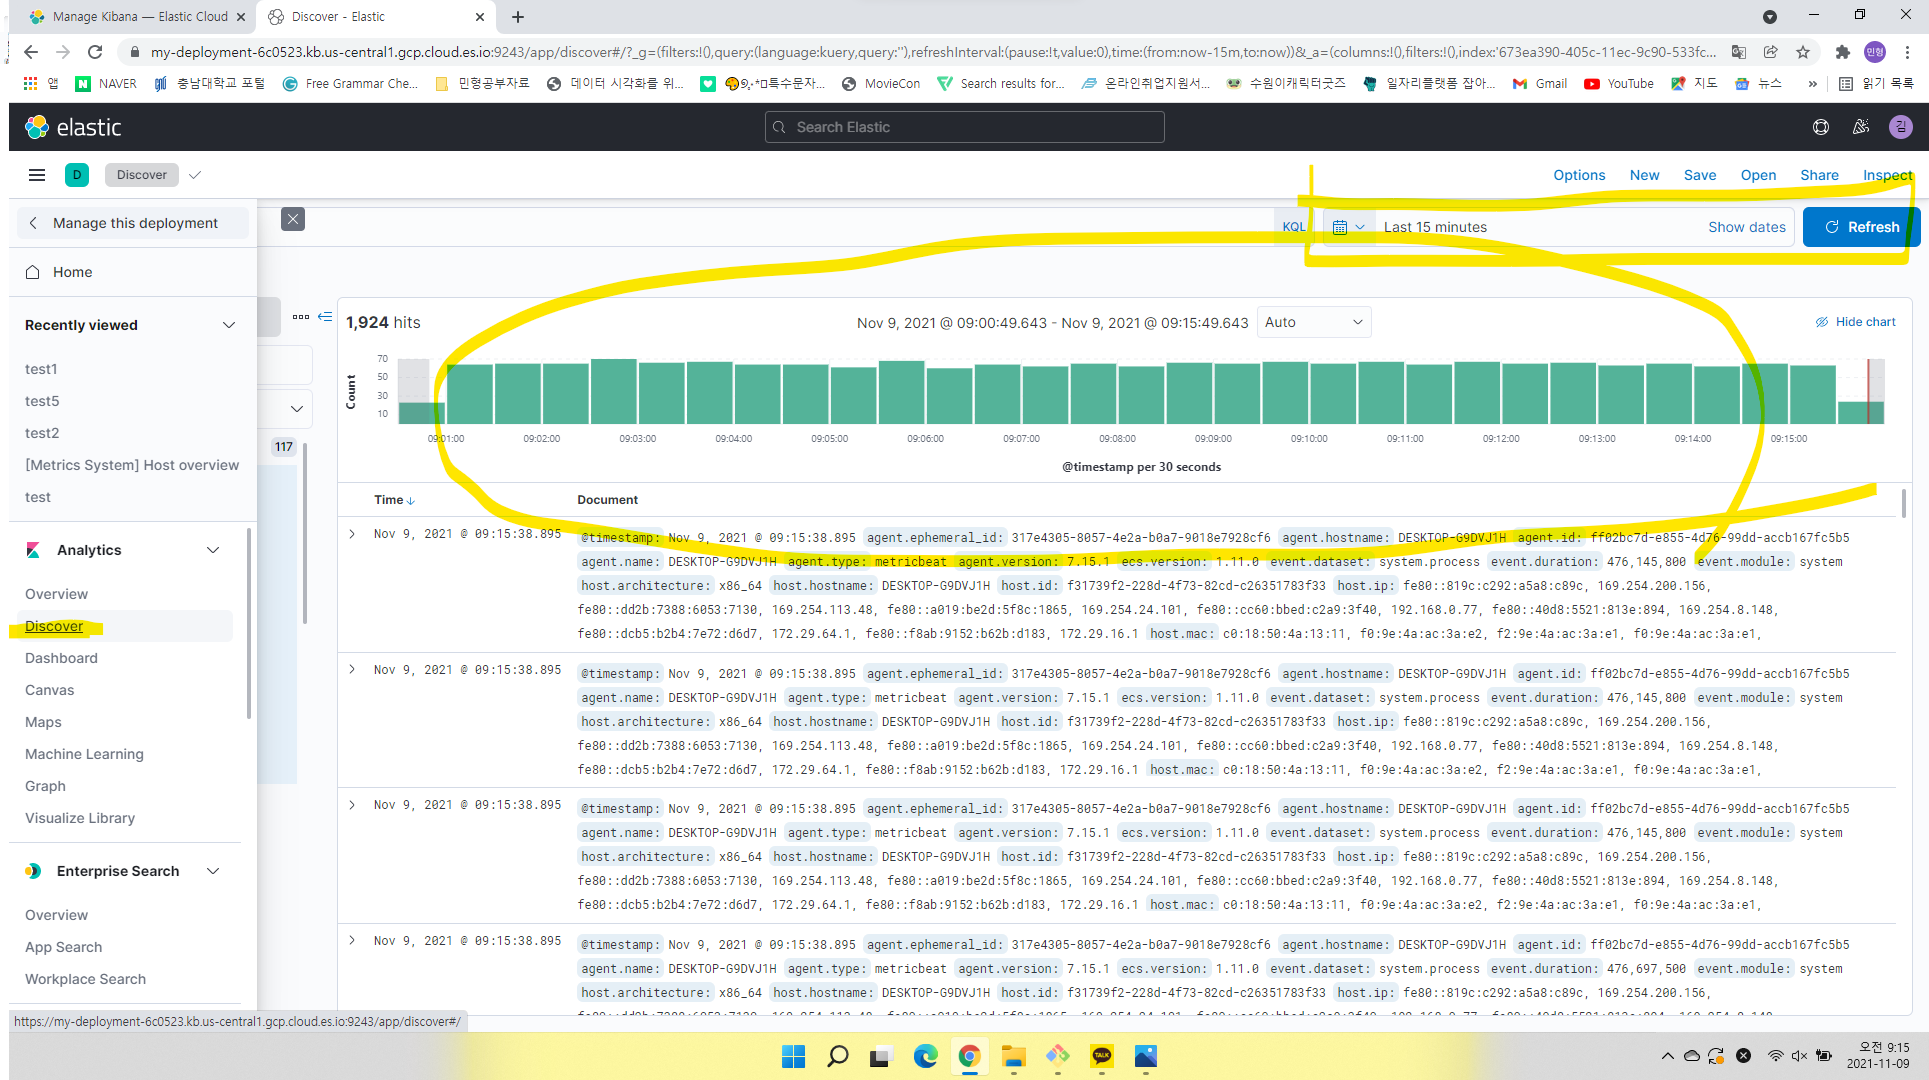 Manage Kibana — Elastic Cloud
Discover - Elastic
my-deployment-6c0523.kb.us-central1.gcp.cloud.es.io:9243/app/discover#/?_g=(filters:!(),query:(language:kuery,query:''),refreshInterval:(pause:!t,value:0),time:(from:now-15m,to:now))&_a=(columns:!(),filters:!(),index:'673ea390-405c-11ec-9c90-533fc...
민형
앱 NAVER 충남대학교 포털 Free Grammar Che... 민형공부자료 데이터 시각화를 위... MovieCon Search results for... 온라인취업지원서... 수원이캐릭터굿즈 일자리플랫폼 잡아... Gmail YouTube 지도 뉴스 » 읽기 목록
elastic
Search Elastic
김
D Discover
Options New Save Open Share Inspect
Manage this deployment
KQL Last 15 minutes Show dates Refresh
Home
Recently viewed
test1
test5
test2
[Metrics System] Host overview
test
117
Analytics
Overview
Discover
Dashboard
Canvas
Maps
Machine Learning
Graph
Visualize Library
Enterprise Search
Overview
App Search
Workplace Search
1,924 hits
Nov 9, 2021 @ 09:00:49.643 - Nov 9, 2021 @ 09:15:49.643 Auto
Hide chart
Count
70
50
30
10
09:01:00 09:02:00 09:03:00 09:04:00 09:05:00 09:06:00 09:07:00 09:08:00 09:09:00 09:10:00 09:11:00 09:12:00 09:13:00 09:14:00 09:15:00
@timestamp per 30 seconds
Time Document
Nov 9, 2021 @ 09:15:38.895 @timestamp: Nov 9, 2021 @ 09:15:38.895 agent.ephemeral_id: 317e4305-8057-4e2a-b0a7-9018e7928cf6 agent.hostname: DESKTOP-G9DVJ1H agent.id: ff02bc7d-e855-4d76-99dd-accb167fc5b5
agent.name: DESKTOP-G9DVJ1H agent.type: metricbeat agent.version: 7.15.1 ecs.version: 1.11.0 event.dataset: system.process event.duration: 476,145,800 event.module: system
host.architecture: x86_64 host.hostname: DESKTOP-G9DVJ1H host.id: f31739f2-228d-4f73-82cd-c26351783f33 host.ip: fe80::819c:c292:a5a8:c89c, 169.254.200.156,
fe80::dd2b:7388:6053:7130, 169.254.113.48, fe80::a019:be2d:5f8c:1865, 169.254.24.101, fe80::cc60:bbed:c2a9:3f40, 192.168.0.77, fe80::40d8:5521:813e:894, 169.254.8.148,
fe80::dcb5:b2b4:7e72:d6d7, 172.29.64.1, fe80::f8ab:9152:b62b:d183, 172.29.16.1 host.mac: c0:18:50:4a:13:11, f0:9e:4a:ac:3a:e2, f2:9e:4a:ac:3a:e1, f0:9e:4a:ac:3a:e1,
Nov 9, 2021 @ 09:15:38.895 @timestamp: Nov 9, 2021 @ 09:15:38.895 agent.ephemeral_id: 317e4305-8057-4e2a-b0a7-9018e7928cf6 agent.hostname: DESKTOP-G9DVJ1H agent.id: ff02bc7d-e855-4d76-99dd-accb167fc5b5
agent.name: DESKTOP-G9DVJ1H agent.type: metricbeat agent.version: 7.15.1 ecs.version: 1.11.0 event.dataset: system.process event.duration: 476,145,800 event.module: system
host.architecture: x86_64 host.hostname: DESKTOP-G9DVJ1H host.id: f31739f2-228d-4f73-82cd-c26351783f33 host.ip: fe80::819c:c292:a5a8:c89c, 169.254.200.156,
fe80::dd2b:7388:6053:7130, 169.254.113.48, fe80::a019:be2d:5f8c:1865, 169.254.24.101, fe80::cc60:bbed:c2a9:3f40, 192.168.0.77, fe80::40d8:5521:813e:894, 169.254.8.148,
fe80::dcb5:b2b4:7e72:d6d7, 172.29.64.1, fe80::f8ab:9152:b62b:d183, 172.29.16.1 host.mac: c0:18:50:4a:13:11, f0:9e:4a:ac:3a:e2, f2:9e:4a:ac:3a:e1, f0:9e:4a:ac:3a:e1,
Nov 9, 2021 @ 09:15:38.895 @timestamp: Nov 9, 2021 @ 09:15:38.895 agent.ephemeral_id: 317e4305-8057-4e2a-b0a7-9018e7928cf6 agent.hostname: DESKTOP-G9DVJ1H agent.id: ff02bc7d-e855-4d76-99dd-accb167fc5b5
agent.name: DESKTOP-G9DVJ1H agent.type: metricbeat agent.version: 7.15.1 ecs.version: 1.11.0 event.dataset: system.process event.duration: 476,145,800 event.module: system
host.architecture: x86_64 host.hostname: DESKTOP-G9DVJ1H host.id: f31739f2-228d-4f73-82cd-c26351783f33 host.ip: fe80::819c:c292:a5a8:c89c, 169.254.200.156,
fe80::dd2b:7388:6053:7130, 169.254.113.48, fe80::a019:be2d:5f8c:1865, 169.254.24.101, fe80::cc60:bbed:c2a9:3f40, 192.168.0.77, fe80::40d8:5521:813e:894, 169.254.8.148,
fe80::dcb5:b2b4:7e72:d6d7, 172.29.64.1, fe80::f8ab:9152:b62b:d183, 172.29.16.1 host.mac: c0:18:50:4a:13:11, f0:9e:4a:ac:3a:e2, f2:9e:4a:ac:3a:e1, f0:9e:4a:ac:3a:e1,
Nov 9, 2021 @ 09:15:38.895 @timestamp: Nov 9, 2021 @ 09:15:38.895 agent.ephemeral_id: 317e4305-8057-4e2a-b0a7-9018e7928cf6 agent.hostname: DESKTOP-G9DVJ1H agent.id: ff02bc7d-e855-4d76-99dd-accb167fc5b5
agent.name: DESKTOP-G9DVJ1H agent.type: metricbeat agent.version: 7.15.1 ecs.version: 1.11.0 event.dataset: system.process event.duration: 476,697,500 event.module: system
host.architecture: x86_64 host.hostname: DESKTOP-G9DVJ1H host.id: f31739f2-228d-4f73-82cd-c26351783f33 host.ip: fe80::819c:c292:a5a8:c89c, 169.254.200.156,
https://my-deployment-6c0523.kb.us-central1.gcp.cloud.es.io:9243/app/discover#/
TALK
오전 9:15
2021-11-09